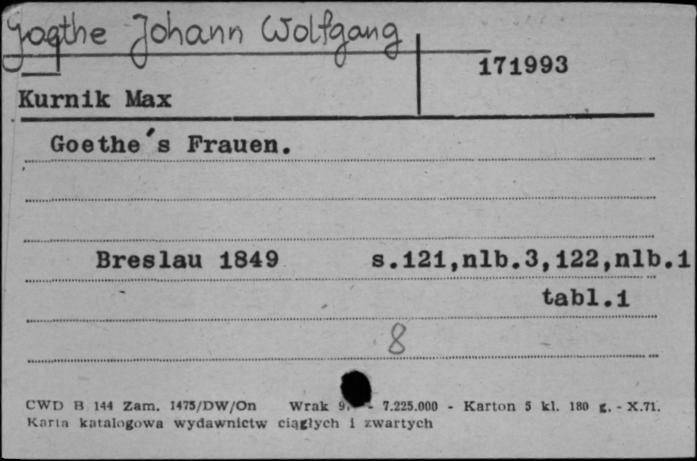 Goethe Johann Wolfgang
171993
Kurnik Max
Goethe's Frauen.
Breslau 1849 s.121,nlb.3,122,nlb.1
tabl.1
8
CWD B 144 Zam. 1475/DW/On Wrak - 7.225.000 - Karton 5 kl. 180 g. - X.71.
Karta katalogowa wydawnictw ciągłych i zwartych